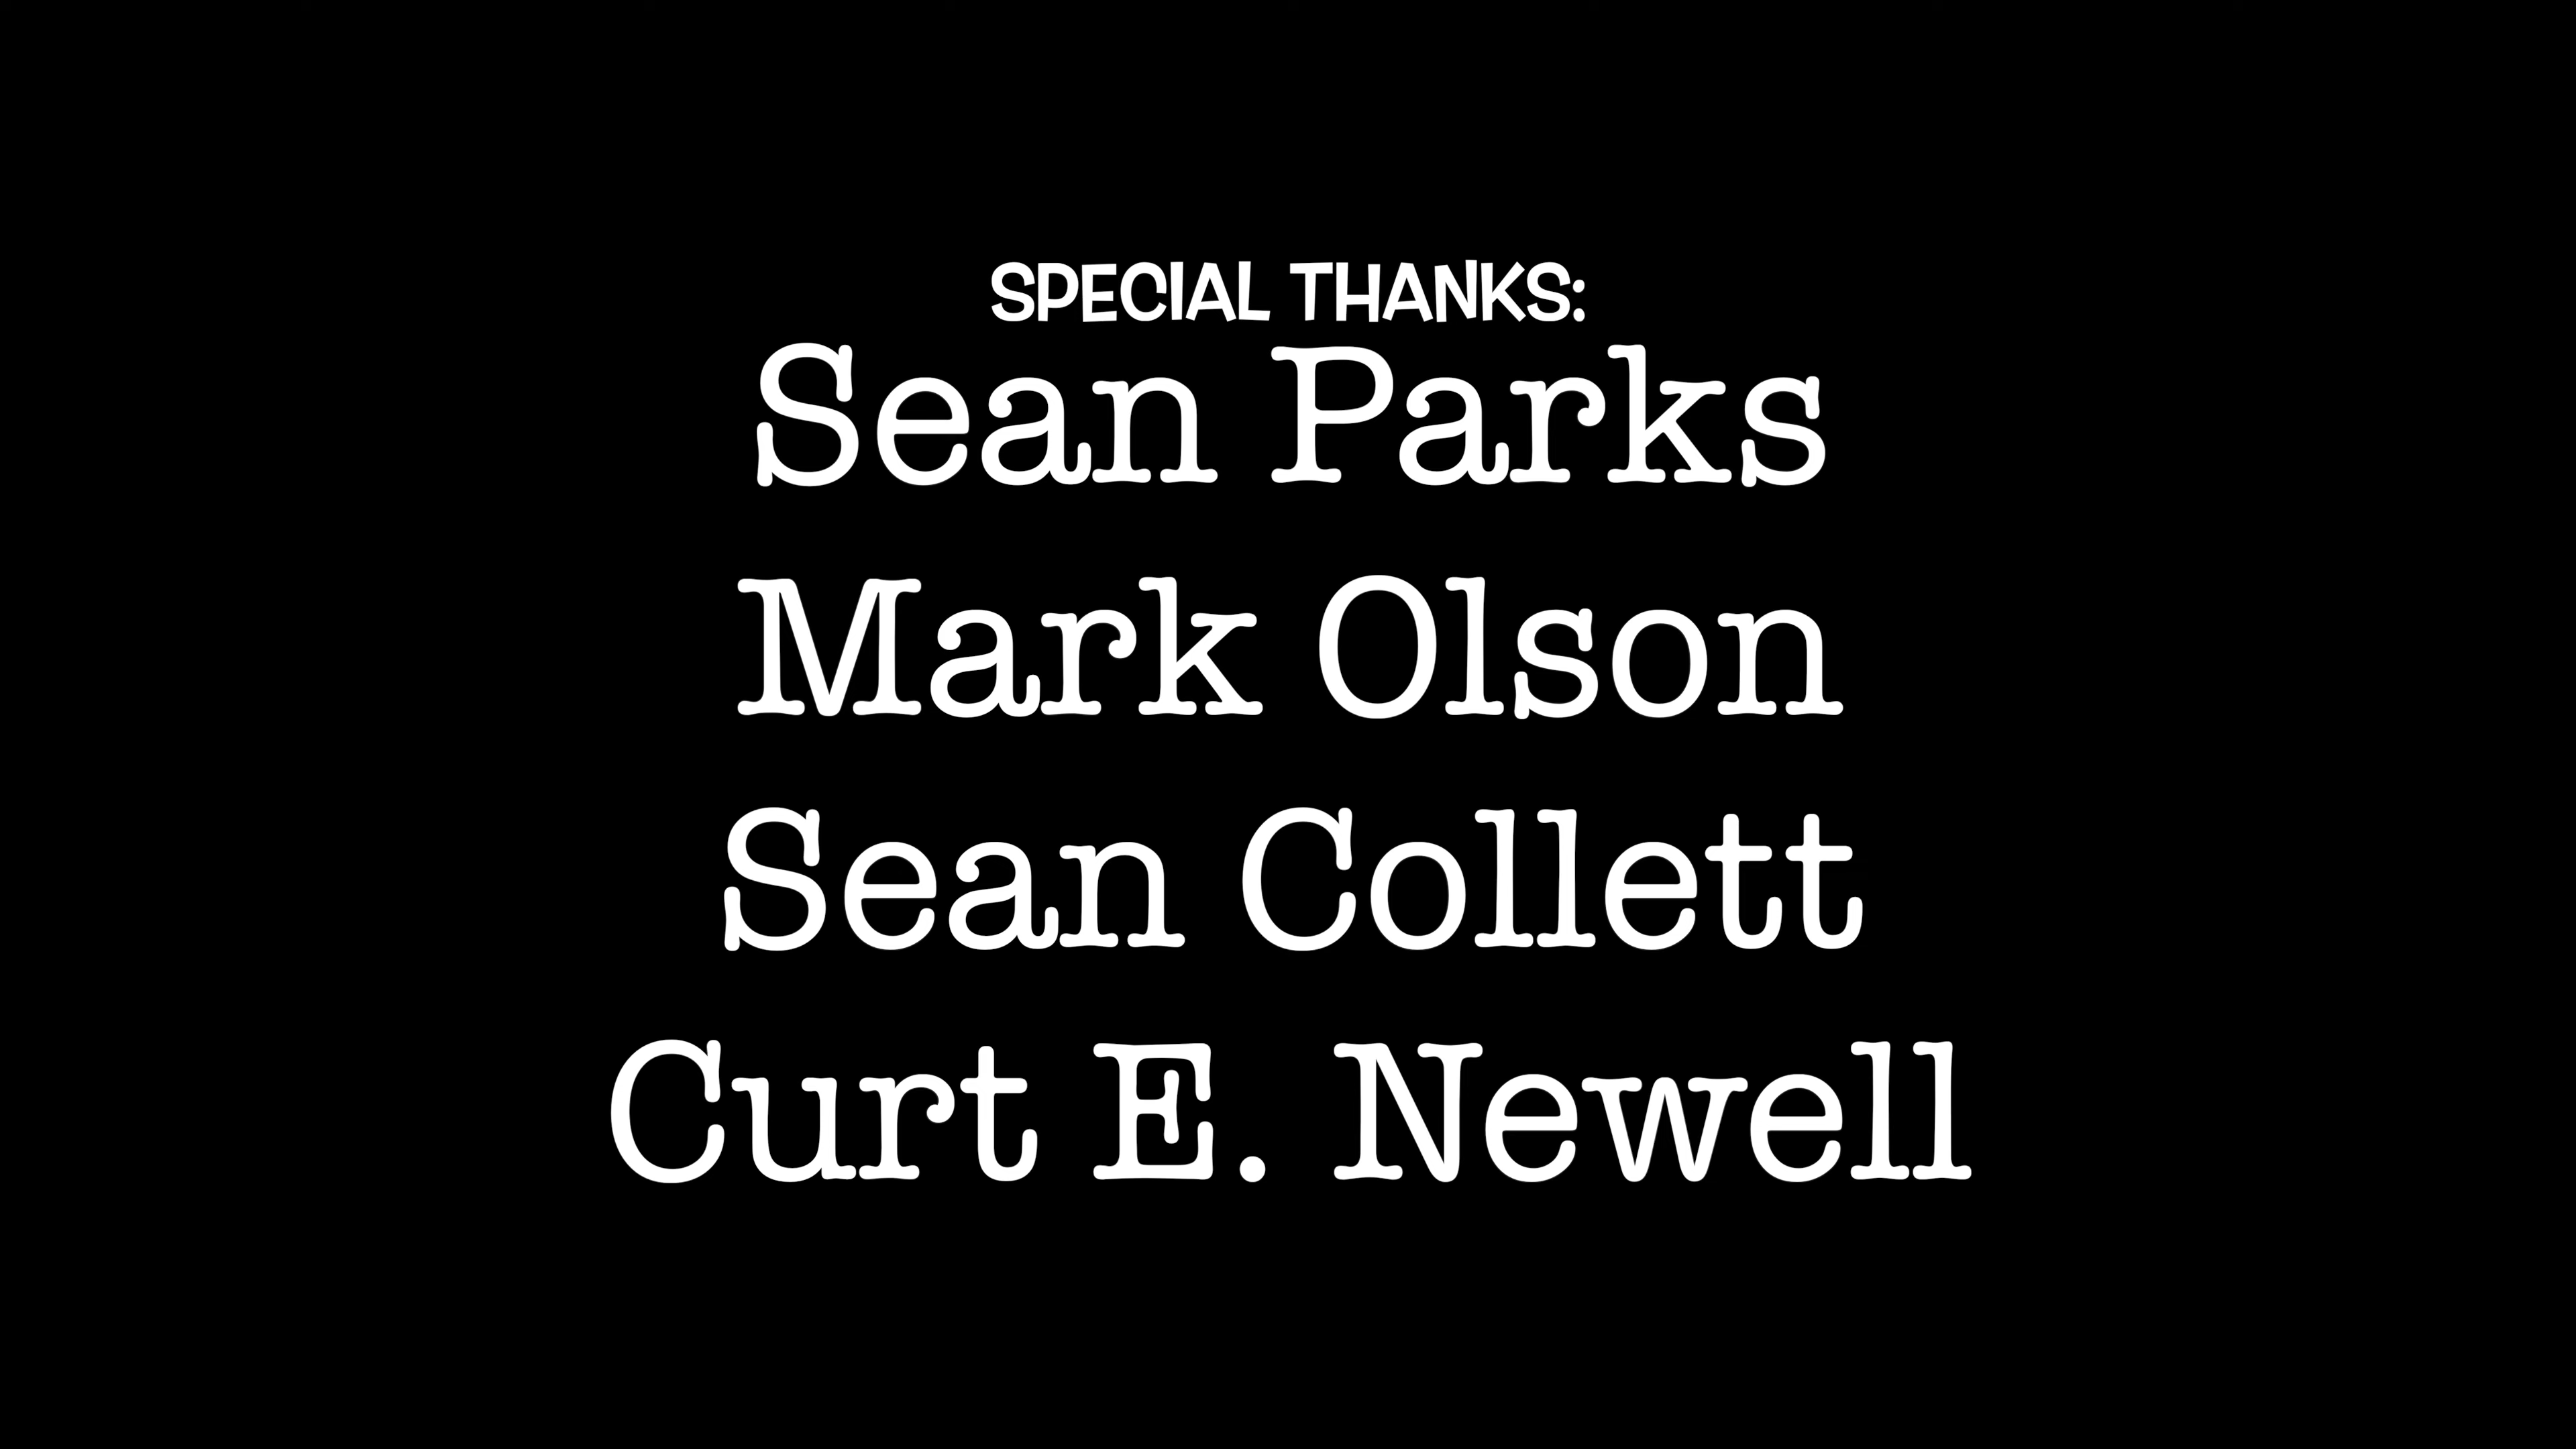 SPECIAL THANKS:
Sean Parks
Mark Olson
Sean Collett
Curt E. Newell